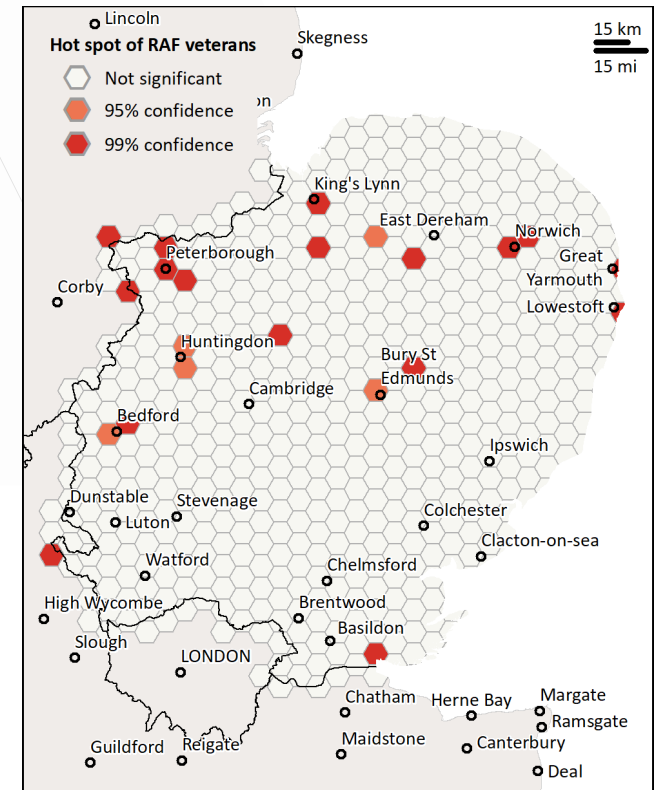 Lincoln
Skegness
Hot spot of RAF veterans
Not significant
95% confidence
99% confidence
15 km
15 mi
on
King's Lynn
East Dereham
Norwich
Peterborough
Great
Yarmouth
Corby
Lowestoft
Huntingdon
Bury St
Edmunds
Cambridge
Bedford
Ipswich
Dunstable
Stevenage
Luton
Colchester
Clacton-on-sea
Watford
Chelmsford
High Wycombe
Brentwood
Slough
Basildon
LONDON
Chatham
Herne Bay
Margate
Ramsgate
Guildford
Reigate
Maidstone
Canterbury
Deal